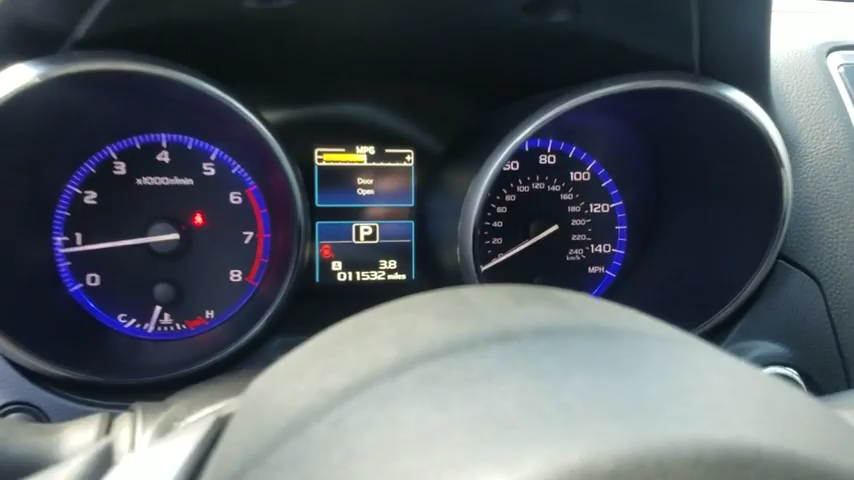 MPG
- +
Door
Open
P
A 3.8
011532 miles
0
1
2
3
4
5
6
7
8
x1000r/min
C H
80
100
120
140
MPH
20
40
60
80
100
120
140
160
180
200
220
240
km/h